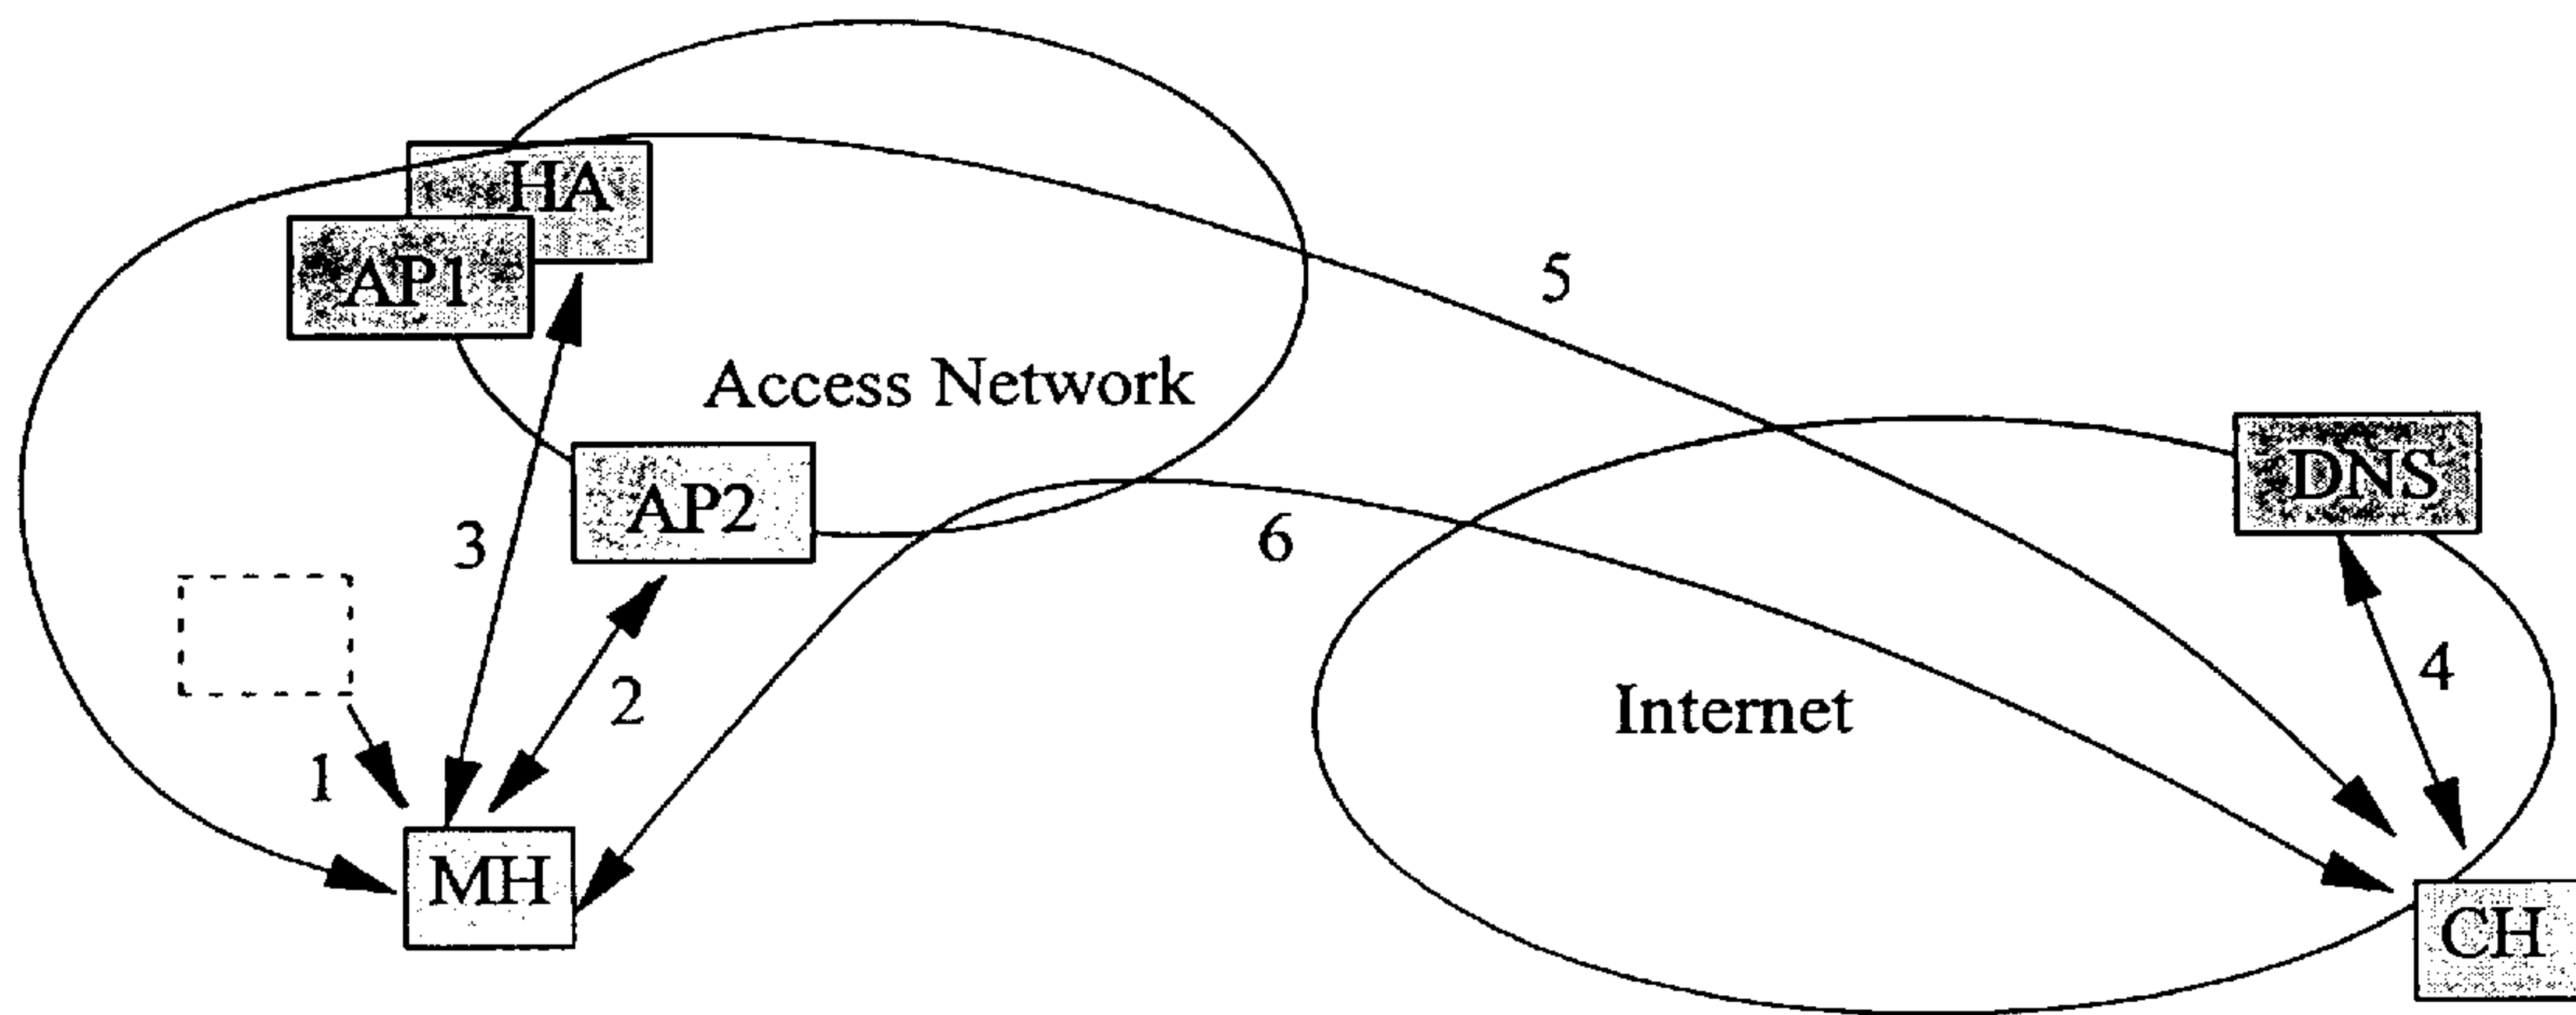 HA
AP1
5
Access Network
DNS
AP2
3
6
4
2
Internet
1
MH
CH